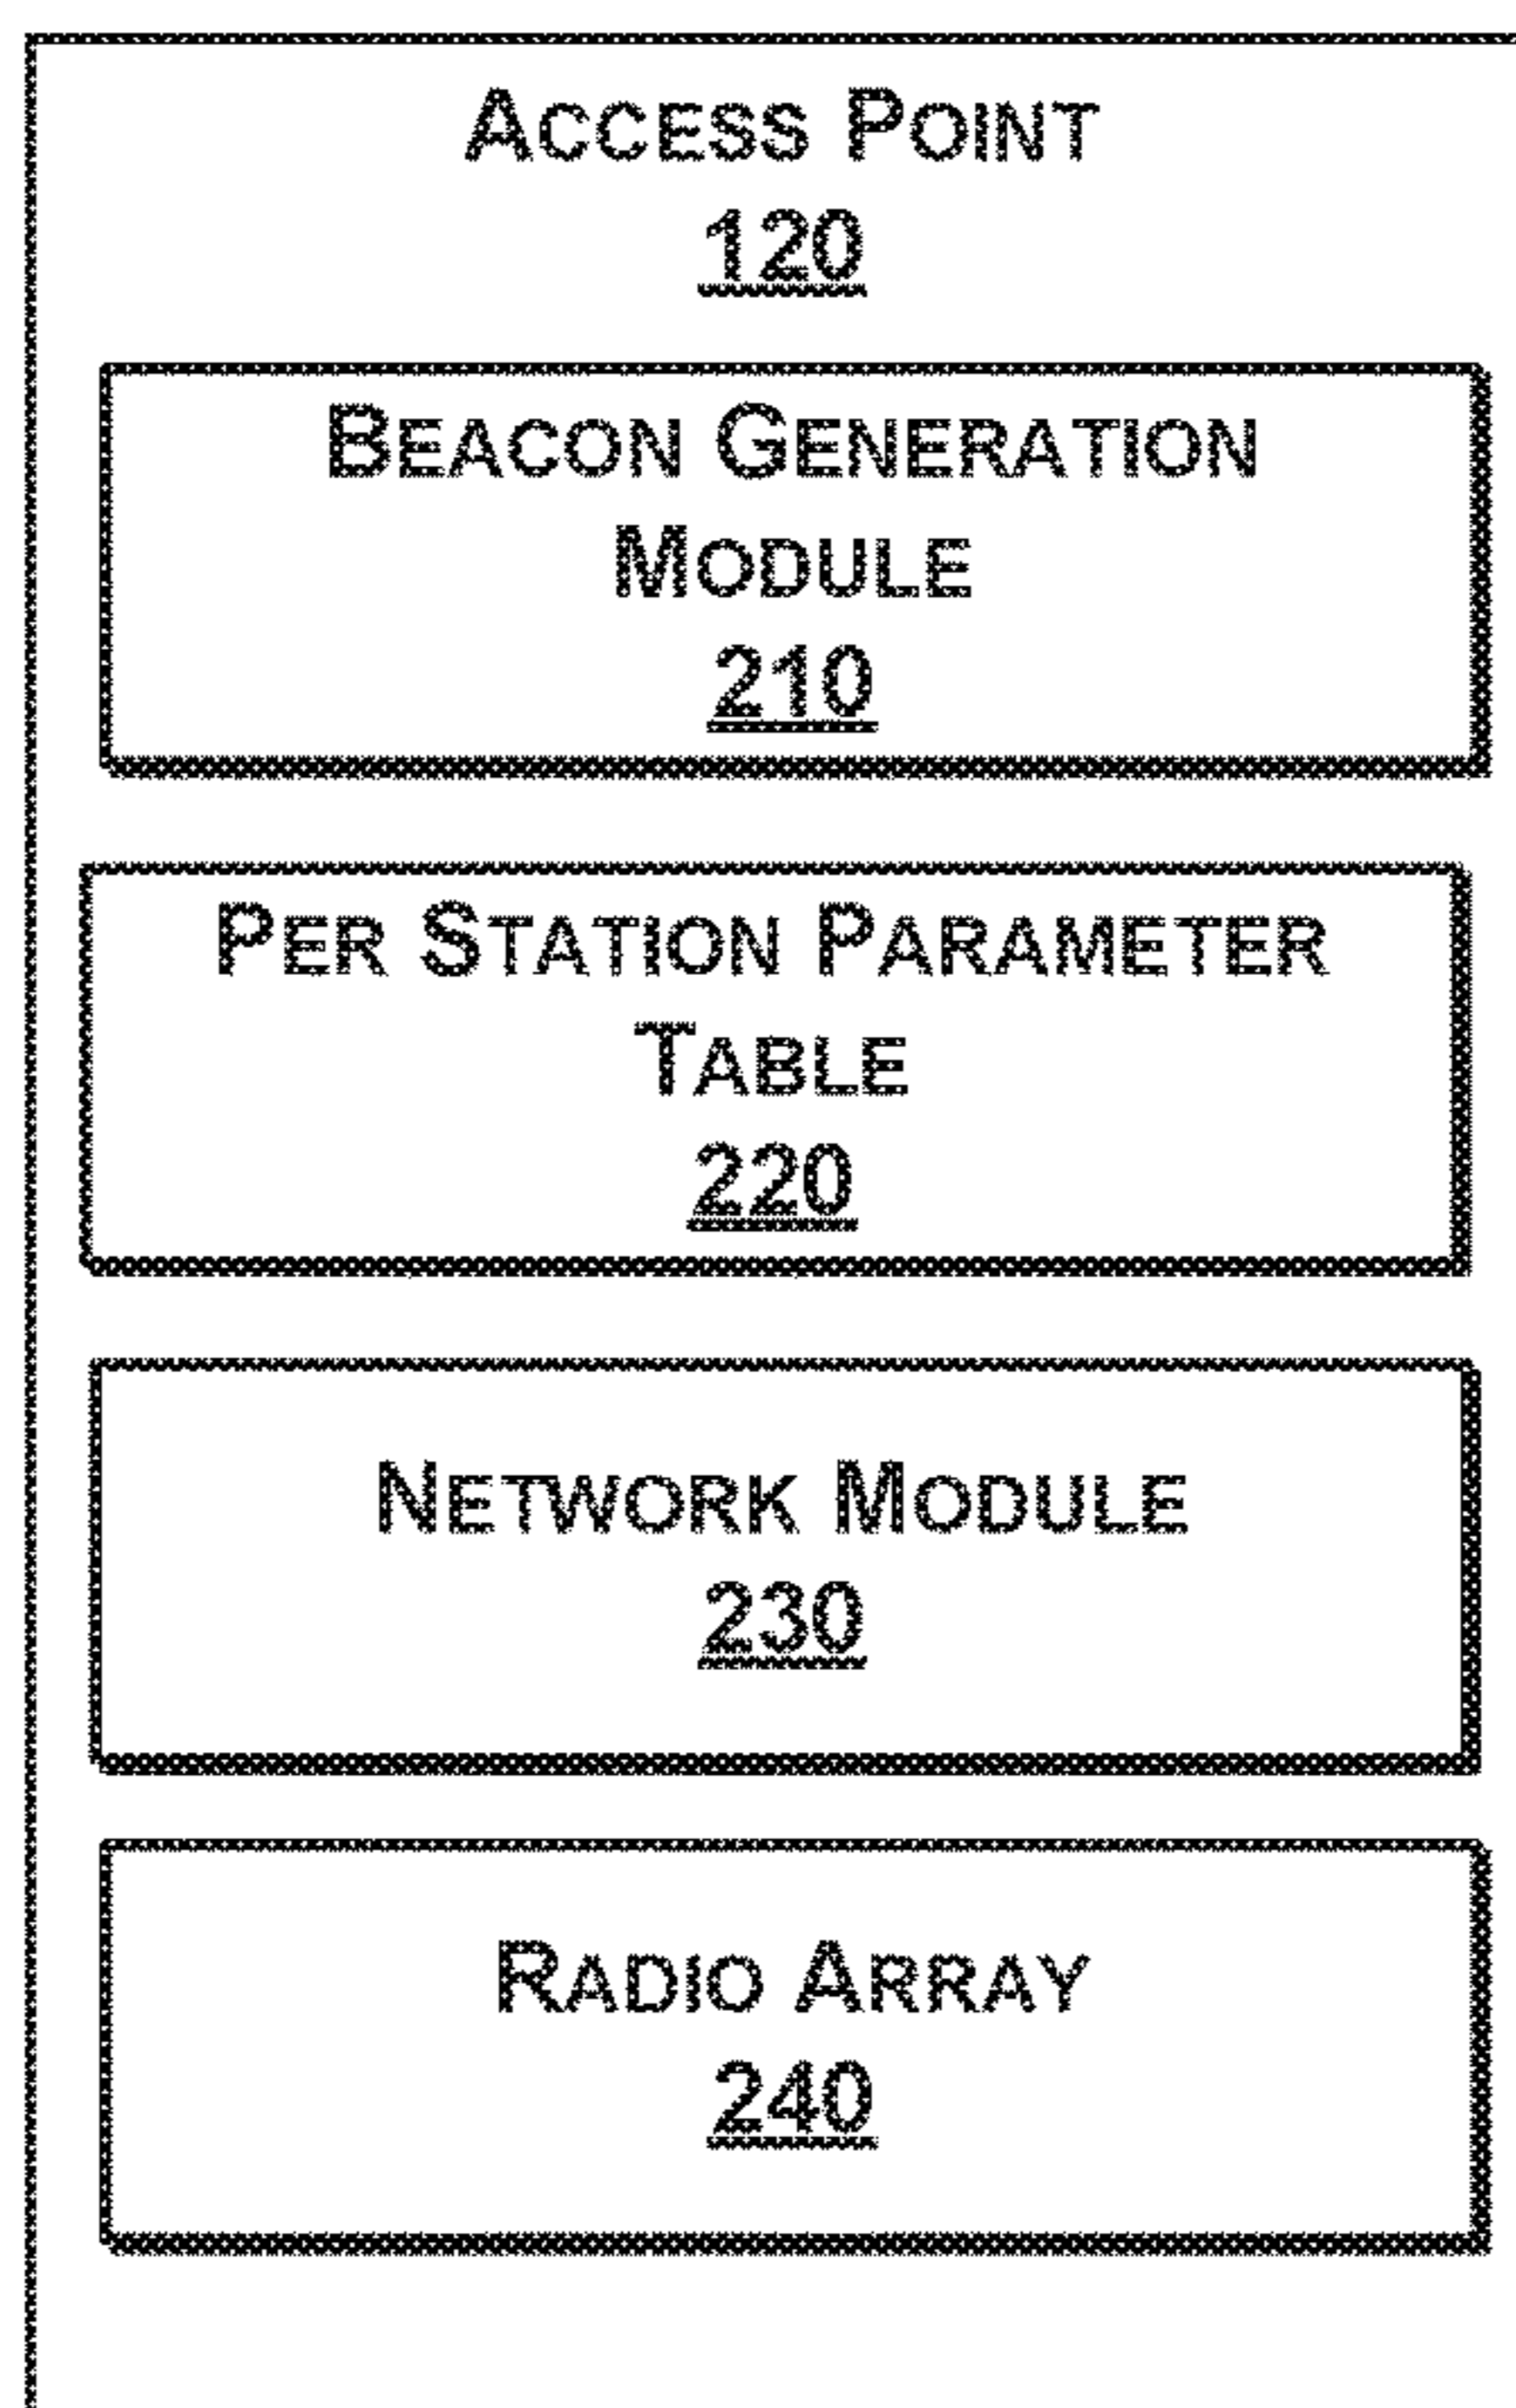 ACCESS POINT
120
BEACON GENERATION
MODULE
210
PER STATION PARAMETER
TABLE
220
NETWORK MODULE
230
RADIO ARRAY
240